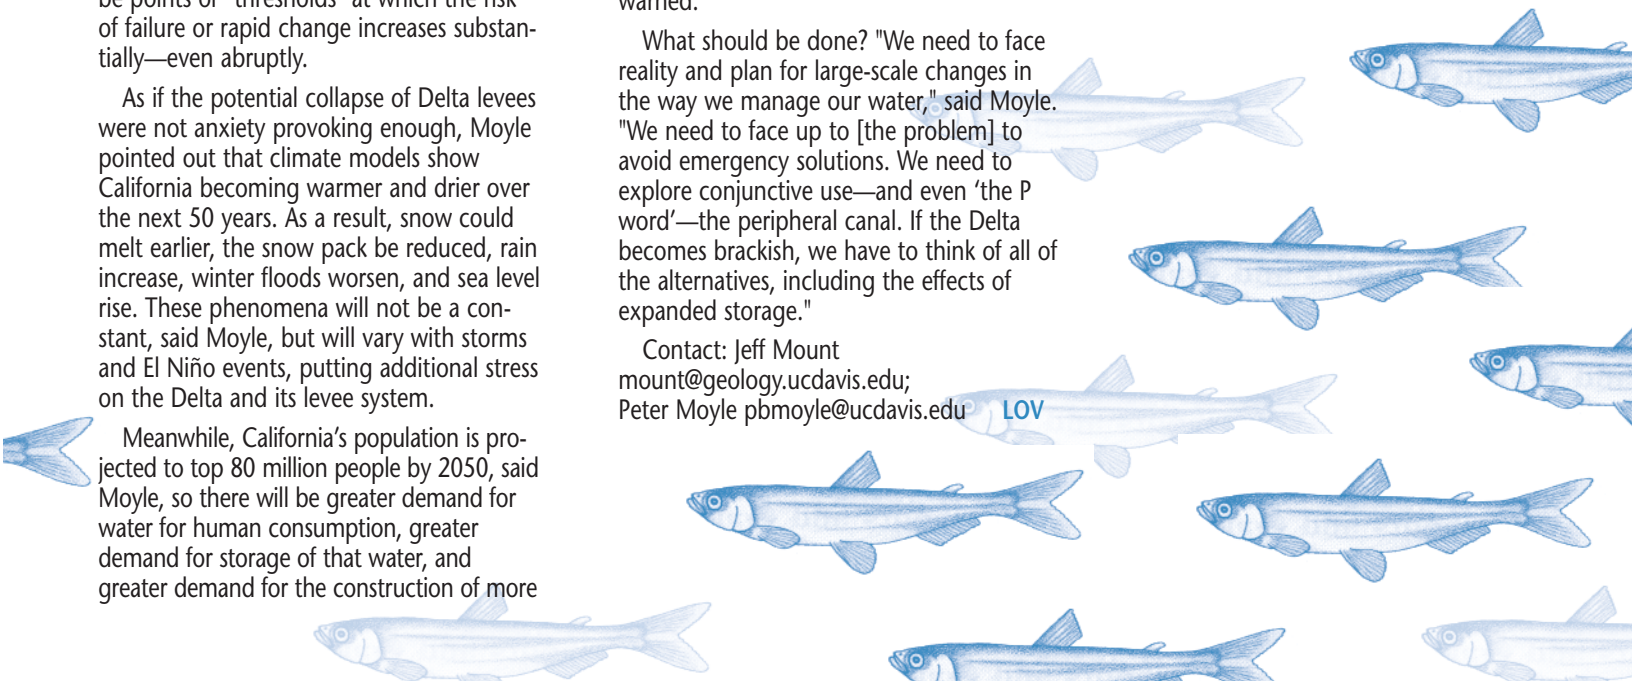 be points or "thresholds" at which the risk
of failure or rapid change increases substan-
tially—even abruptly.
As if the potential collapse of Delta levees
were not anxiety provoking enough, Moyle
pointed out that climate models show
California becoming warmer and drier over
the next 50 years. As a result, snow could
melt earlier, the snow pack be reduced, rain
increase, winter floods worsen, and sea level
rise. These phenomena will not be a con-
stant, said Moyle, but will vary with storms
and El Niño events, putting additional stress
on the Delta and its levee system.
Meanwhile, California's population is pro-
jected to top 80 million people by 2050, said
Moyle, so there will be greater demand for
water for human consumption, greater
demand for storage of that water, and
greater demand for the construction of more
warned.
What should be done? "We need to face
reality and plan for large-scale changes in
the way we manage our water," said Moyle.
"We need to face up to [the problem] to
avoid emergency solutions. We need to
explore conjunctive use—and even ‘the P
word’—the peripheral canal. If the Delta
becomes brackish, we have to think of all of
the alternatives, including the effects of
expanded storage."
Contact: Jeff Mount
mount@geology.ucdavis.edu;
Peter Moyle pbmoyle@ucdavis.edu LOV